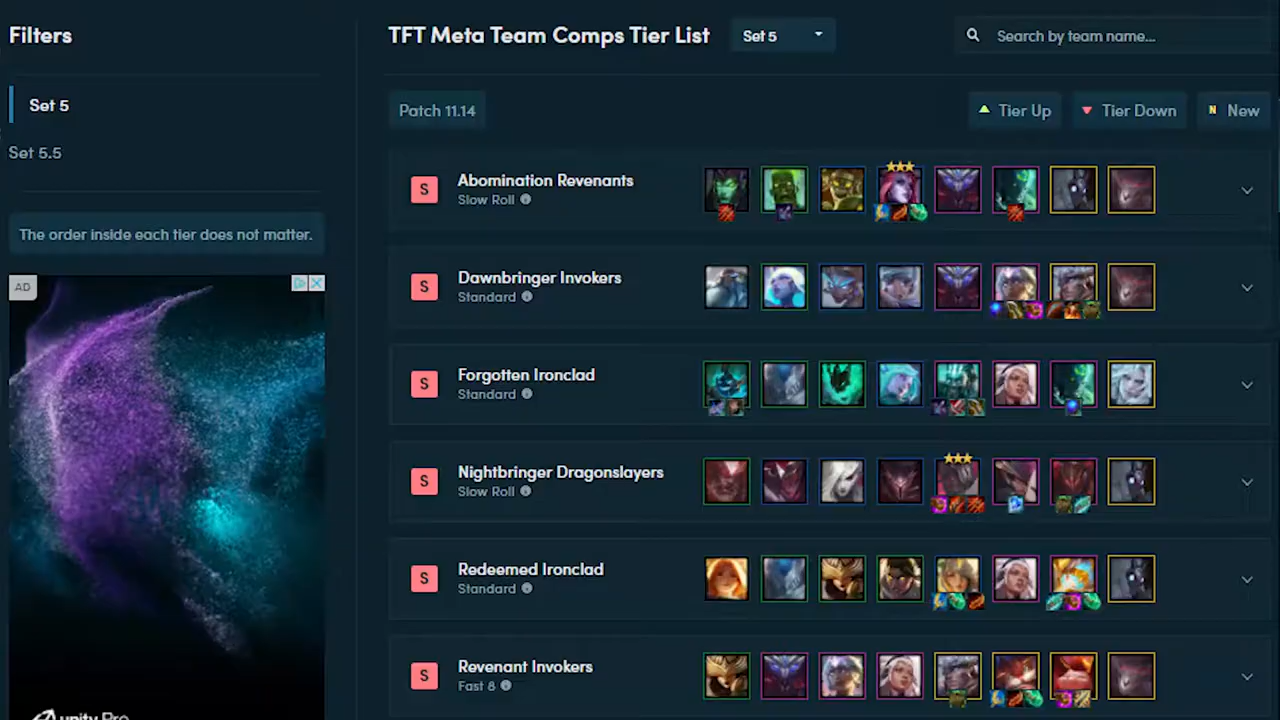 Filters
TFT Meta Team Comps Tier List
Set 5
Search by team name...
Set 5
Patch 11.14
Tier Up
Tier Down
N New
Set 5.5
S
Abomination Revenants
Slow Roll
The order inside each tier does not matter.
AD
S
Dawnbringer Invokers
Standard
S
Forgotten Ironclad
Standard
S
Nightbringer Dragonslayers
Slow Roll
S
Redeemed Ironclad
Standard
S
Revenant Invokers
Fast 8
unity Pro